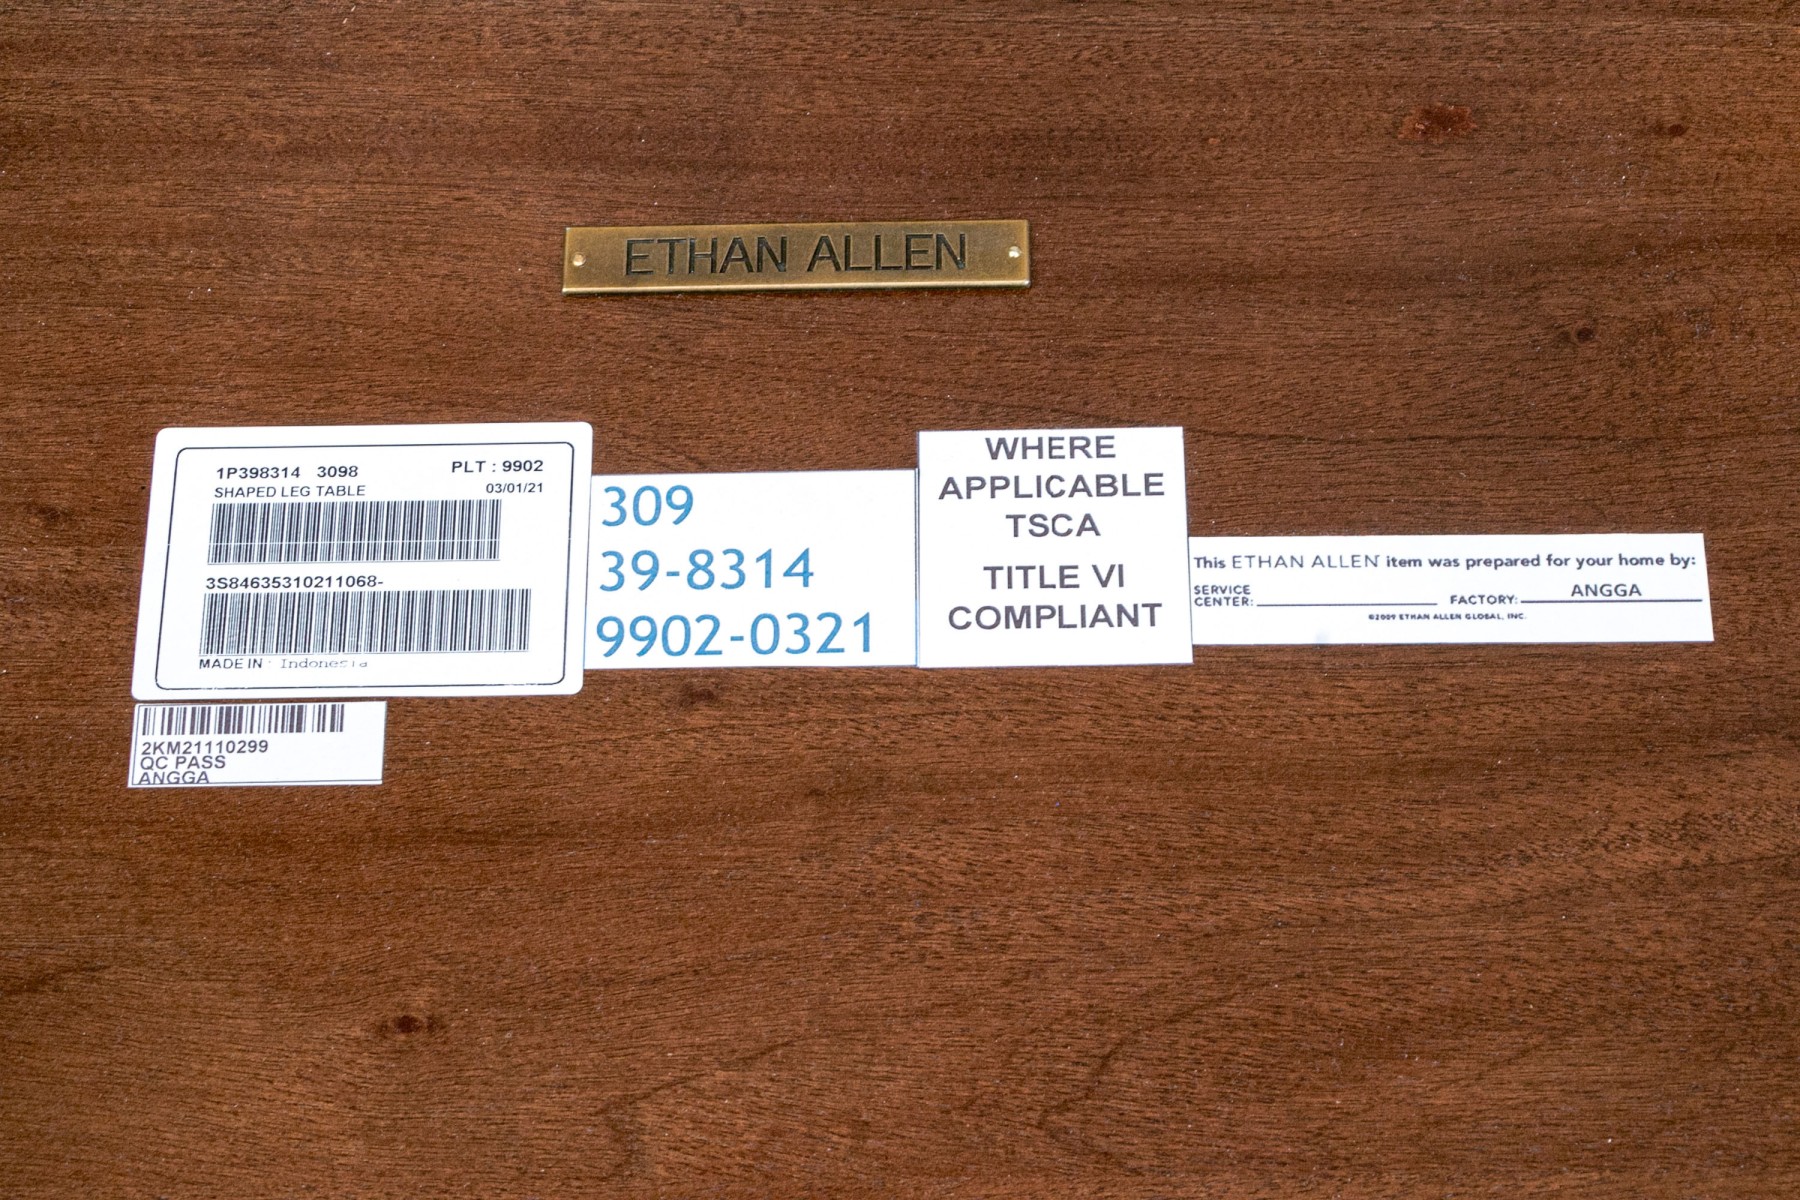 ETHAN ALLEN
1P398314 3098 PLT : 9902
SHAPED LEG TABLE 03/01/21
3S84635310211068-
MADE IN : Indonesia
2KM21110299
QC PASS
ANGGA
309
39-8314
9902-0321
WHERE
APPLICABLE
TSCA
TITLE VI
COMPLIANT
This ETHAN ALLEN® item was prepared for your home by:
SERVICE
CENTER: FACTORY: ANGGA
©2009 ETHAN ALLEN GLOBAL, INC.